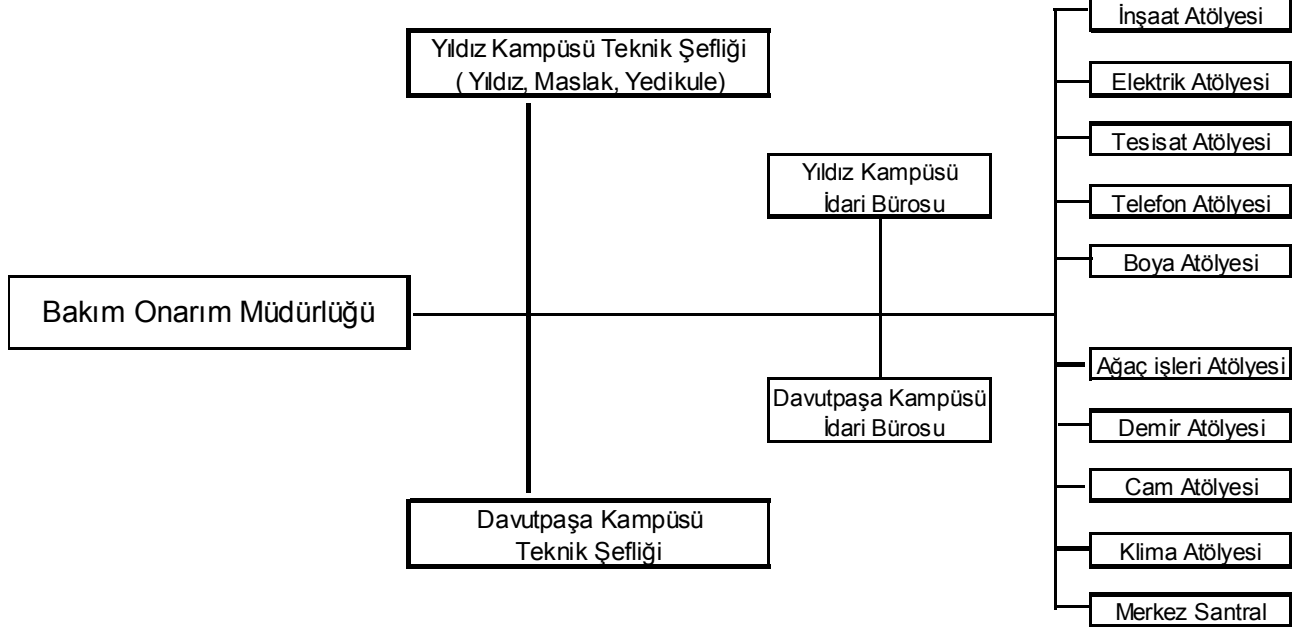 İnşaat Atölyesi
Yıldız Kampüsü Teknik Şefliği
( Yıldız, Maslak, Yedikule)
Elektrik Atölyesi
Tesisat Atölyesi
Yıldız Kampüsü
İdari Bürosu
Telefon Atölyesi
Boya Atölyesi
Bakım Onarım Müdürlüğü
Ağaç işleri Atölyesi
Davutpaşa Kampüsü
İdari Bürosu
Demir Atölyesi
Cam Atölyesi
Davutpaşa Kampüsü
Teknik Şefliği
Klima Atölyesi
Merkez Santral